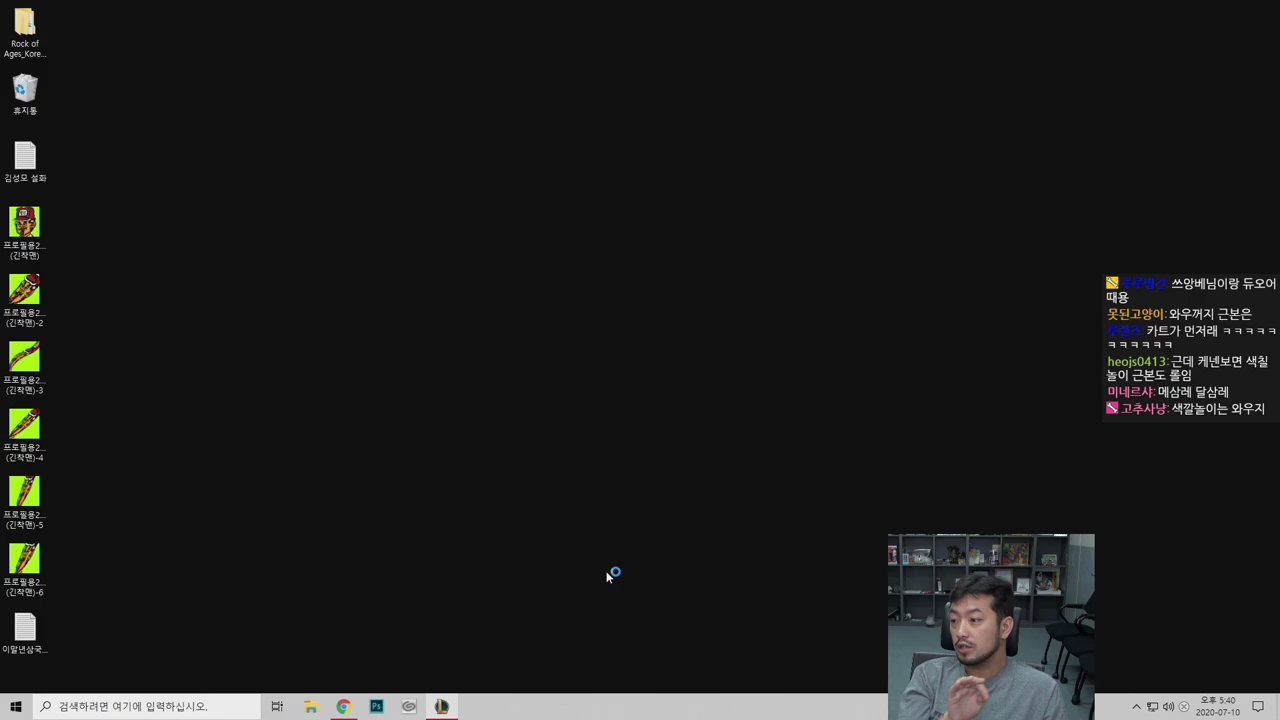 Rock of
Ages_Kore...
휴지통
김성모 설화
프로필용2...
(긴착맨)
프로필용2...
(긴착맨)-2
프로필용2...
(긴착맨)-3
프로필용2...
(긴착맨)-4
프로필용2...
(긴착맨)-5
프로필용2...
(긴착맨)-6
이말년삼국...
쓰앙베님이랑 듀오어
때용
못된고양이: 와우꺼지 근본은
카트가 먼저래 ㅋㅋㅋㅋㅋ
ㅋㅋㅋㅋㅋㅋ
heojs0413: 근데 케넨보면 색칠
놀이 근본도 롤임
미네르사: 메삼레 달삼레
고추사냥: 색깔놀이는 와우지
검색하려면 여기에 입력하십시오.
Ps
오후 5:40
2020-07-10